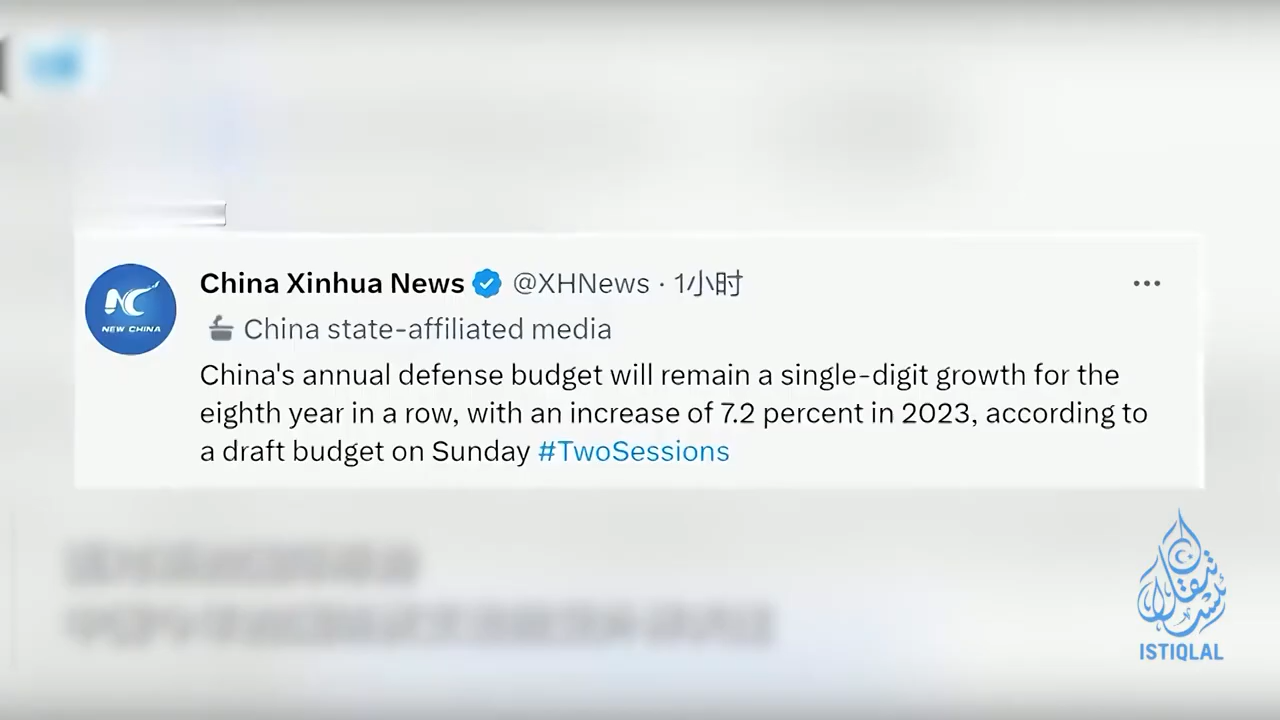 China Xinhua News @XHNews · 1小时
NEW CHINA
China state-affiliated media
China's annual defense budget will remain a single-digit growth for the
eighth year in a row, with an increase of 7.2 percent in 2023, according to
a draft budget on Sunday #TwoSessions
ISTIQLAL